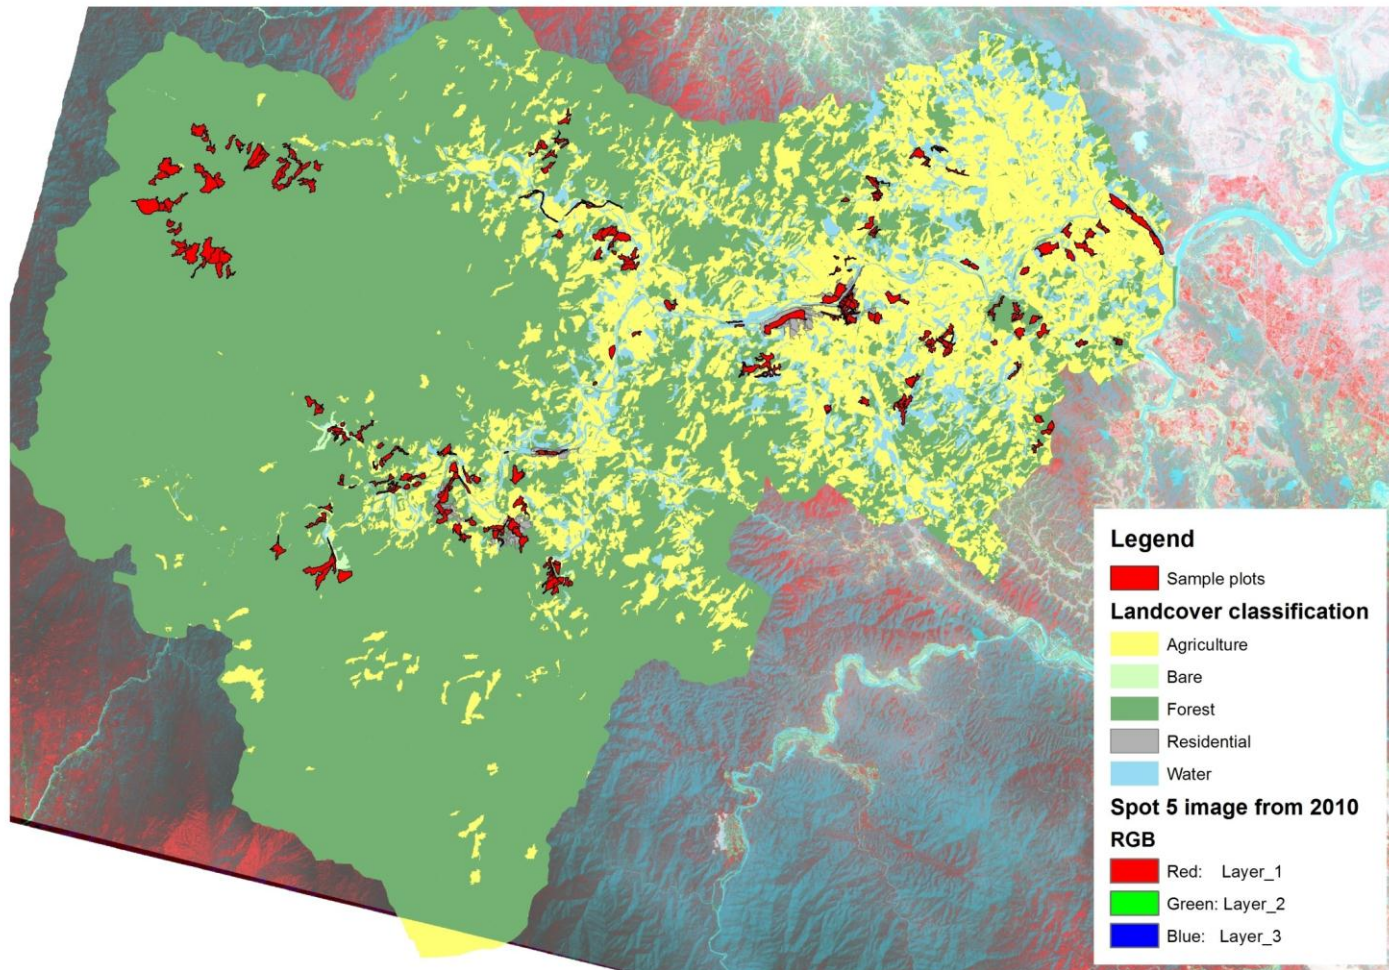 Legend
Sample plots
Landcover classification
Agriculture
Bare
Forest
Residential
Water
Spot 5 image from 2010
RGB
Red: Layer_1
Green: Layer_2
Blue: Layer_3